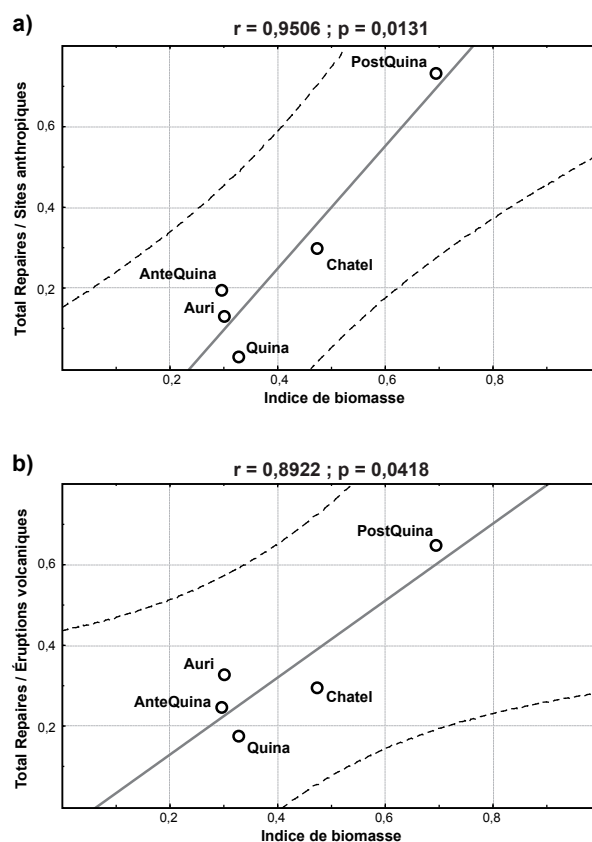 a)
r = 0,9506 ; p = 0,0131
Total Repaires / Sites anthropiques
PostQuina
0,6
0,4
Chatel
AnteQuina
0,2
Auri
Quina
0,2 0,4 0,6 0,8
Indice de biomasse
b)
r = 0,8922 ; p = 0,0418
Total Repaires / Éruptions volcaniques
PostQuina
0,6
0,4
Auri
AnteQuina
Chatel
0,2
Quina
0,2 0,4 0,6 0,8
Indice de biomasse